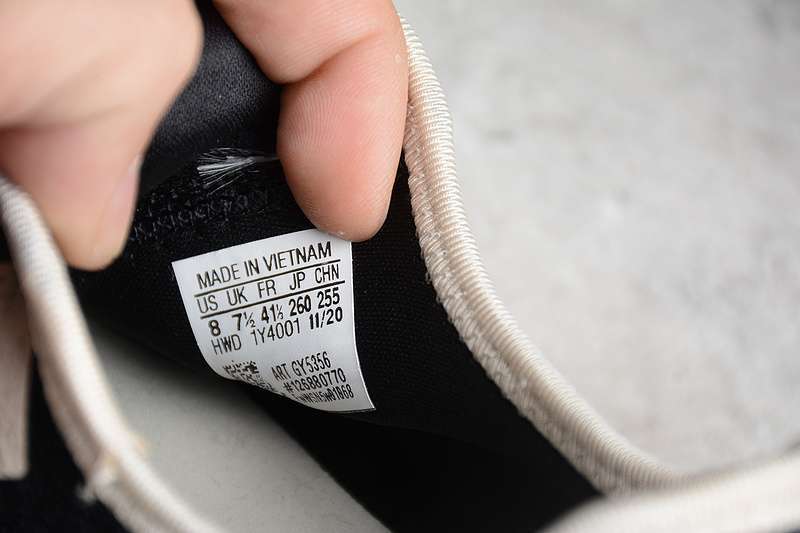 MADE IN VIETNAM
US UK FR JP CHN
8 7½ 41⅓ 260 255
HWD 1Y4001 11/20
ART GY5356
#126880770